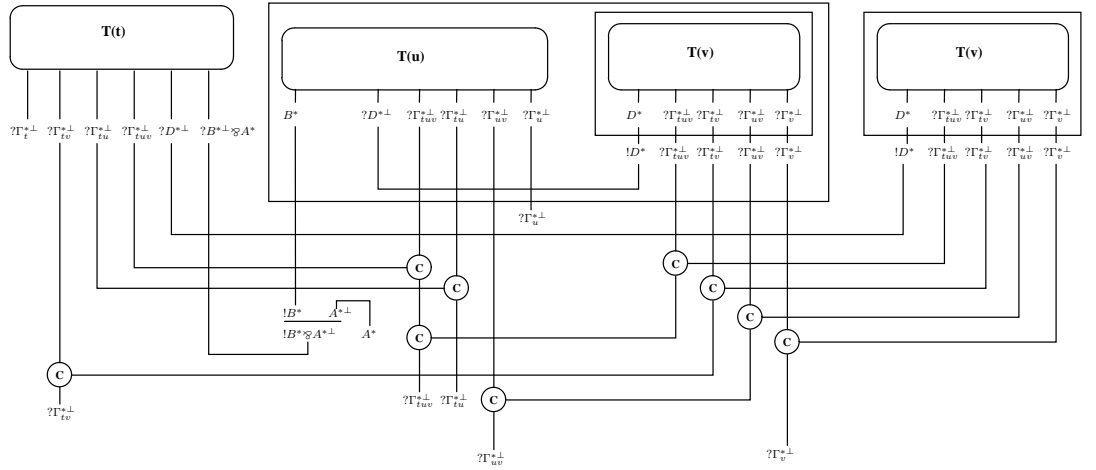 T(t)
T(u)
T(v)
T(v)
B* ?D*⊥ ?Γ*⊥tuv ?Γ*⊥tu ?Γ*⊥uv ?Γ*⊥u
D* ?Γ*⊥tuv ?Γ*⊥tv ?Γ*⊥uv ?Γ*⊥v
D* ?Γ*⊥tuv ?Γ*⊥tv ?Γ*⊥uv ?Γ*⊥v
?Γ*⊥t ?Γ*⊥tv ?Γ*⊥tu ?Γ*⊥tuv ?D*⊥ ?B*⊥⅋A*
!D* ?Γ*⊥tuv ?Γ*⊥tv ?Γ*⊥uv ?Γ*⊥v
!D* ?Γ*⊥tuv ?Γ*⊥tv ?Γ*⊥uv ?Γ*⊥v
?Γ*⊥u
C
C
C
C
!B* A*⊥
C
!B*⅋A*⊥ A*
C
C
C
?Γ*⊥tuv ?Γ*⊥tu
C
?Γ*⊥tv
?Γ*⊥uv
?Γ*⊥v